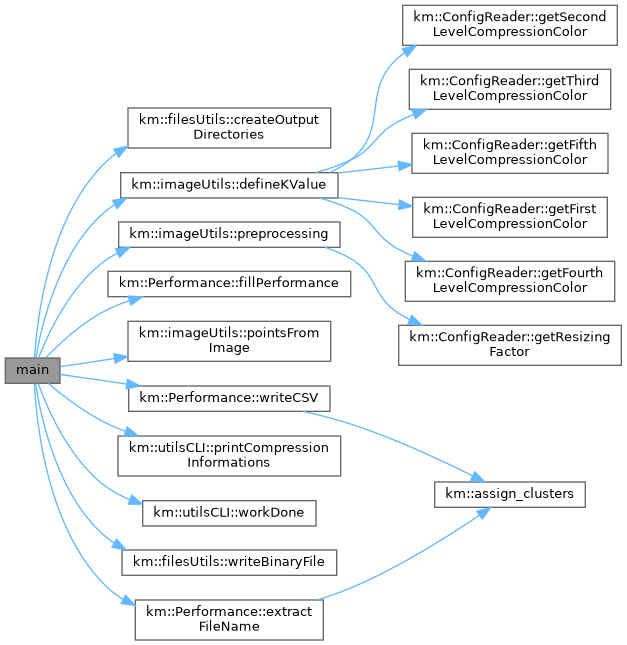 main
km::filesUtils::createOutput
Directories
km::imageUtils::defineKValue
km::imageUtils::preprocessing
km::Performance::fillPerformance
km::imageUtils::pointsFrom
Image
km::Performance::writeCSV
km::utilsCLI::printCompression
Informations
km::utilsCLI::workDone
km::filesUtils::writeBinaryFile
km::Performance::extract
FileName
km::ConfigReader::getSecond
LevelCompressionColor
km::ConfigReader::getThird
LevelCompressionColor
km::ConfigReader::getFifth
LevelCompressionColor
km::ConfigReader::getFirst
LevelCompressionColor
km::ConfigReader::getFourth
LevelCompressionColor
km::ConfigReader::getResizing
Factor
km::assign_clusters